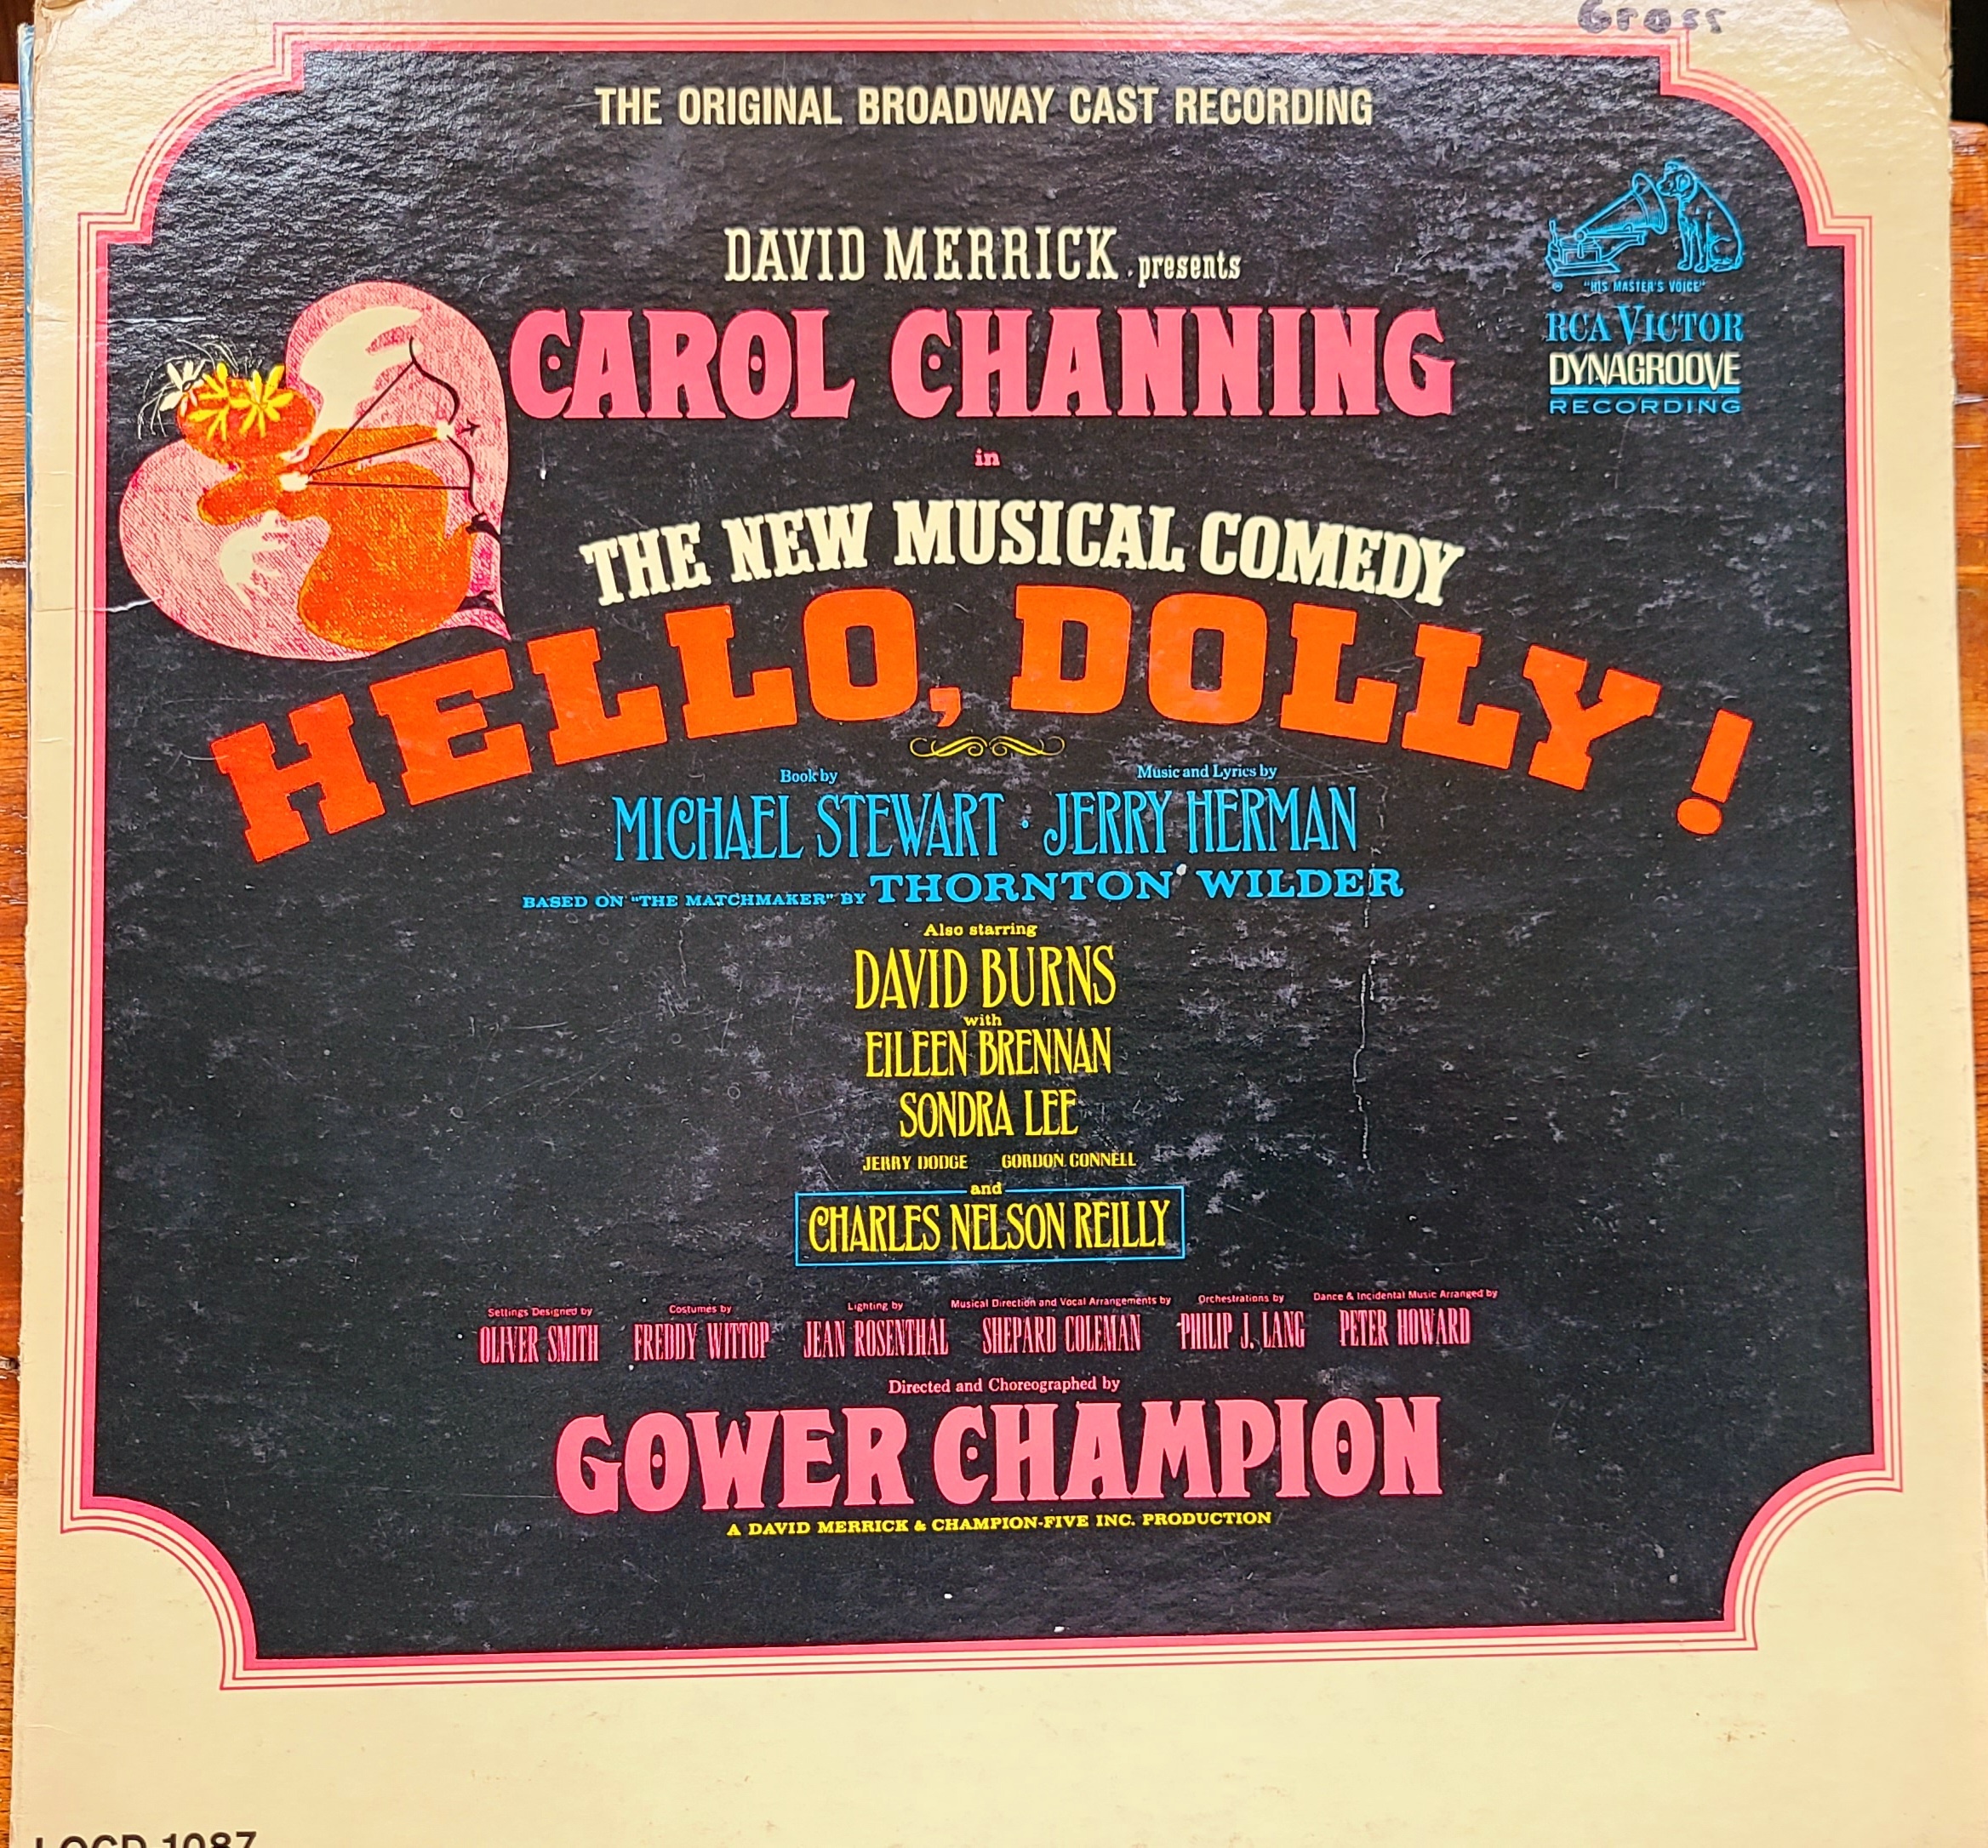 Gross
THE ORIGINAL BROADWAY CAST RECORDING
DAVID MERRICK presents
"HIS MASTER'S VOICE"
RCA VICTOR
DYNAGROOVE
RECORDING
CAROL CHANNING
in
THE NEW MUSICAL COMEDY
HELLO, DOLLY!
Book by Music and Lyrics by
MICHAEL STEWART · JERRY HERMAN
BASED ON "THE MATCHMAKER" BY THORNTON WILDER
Also starring
DAVID BURNS
with
EILEEN BRENNAN
SONDRA LEE
JERRY DODGE GORDON CONNELL
and
CHARLES NELSON REILLY
Settings Designed by Costumes by Lighting by Musical Direction and Vocal Arrangements by Orchestrations by Dance & Incidental Music Arranged by
OLIVER SMITH FREDDY WITTOP JEAN ROSENTHAL SHEPARD COLEMAN PHILIP J. LANG PETER HOWARD
Directed and Choreographed by
GOWER CHAMPION
A DAVID MERRICK & CHAMPION-FIVE INC. PRODUCTION
LOCD 1087